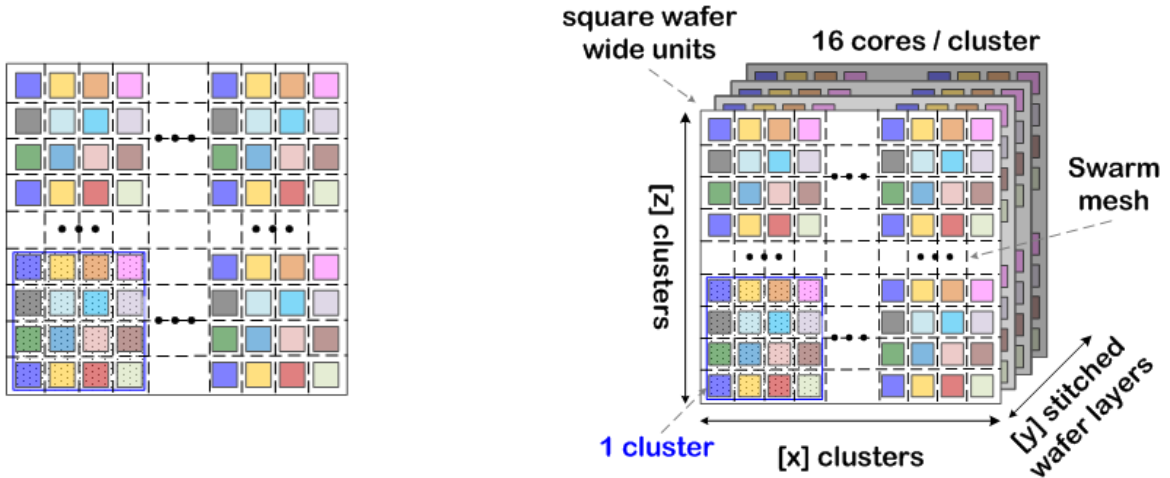 square wafer
wide units
16 cores / cluster
[z] clusters
Swarm
mesh
1 cluster
[x] clusters
[y] stitched
wafer layers